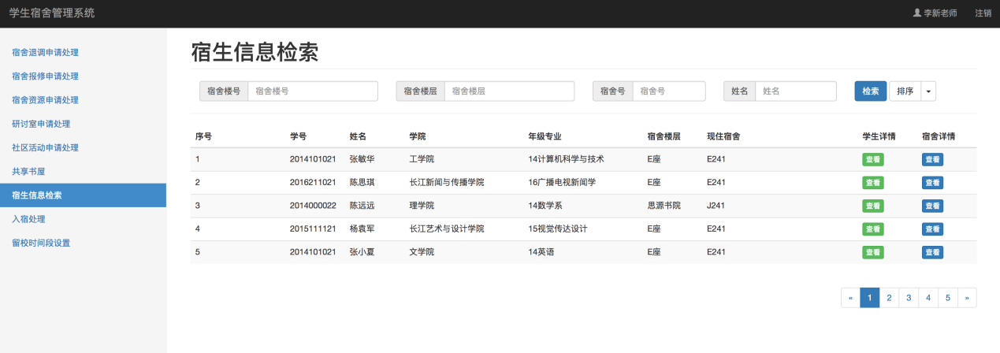 学生宿舍管理系统 李新老师 注销
宿舍退调申请处理
宿舍报修申请处理
宿舍资源申请处理
研讨室申请处理
社区活动申请处理
共享书屋
宿生信息检索
入宿处理
留校时间段设置
宿生信息检索
宿舍楼号 宿舍楼号 宿舍楼层 宿舍楼层 宿舍号 宿舍号 姓名 姓名 检索 排序
序号 学号 姓名 学院 年级专业 宿舍楼层 现住宿舍 学生详情 宿舍详情
1 2014101021 张敏华 工学院 14计算机科学与技术 E座 E241 查看 查看
2 2016211021 陈思琪 长江新闻与传播学院 16广播电视新闻学 E座 E241 查看 查看
3 2014000022 陈远远 理学院 14数学系 思源书院 J241 查看 查看
4 2015111121 杨袁军 长江艺术与设计学院 15视觉传达设计 E座 E241 查看 查看
5 2014101021 张小夏 文学院 14英语 E座 E241 查看 查看
« 1 2 3 4 5 »